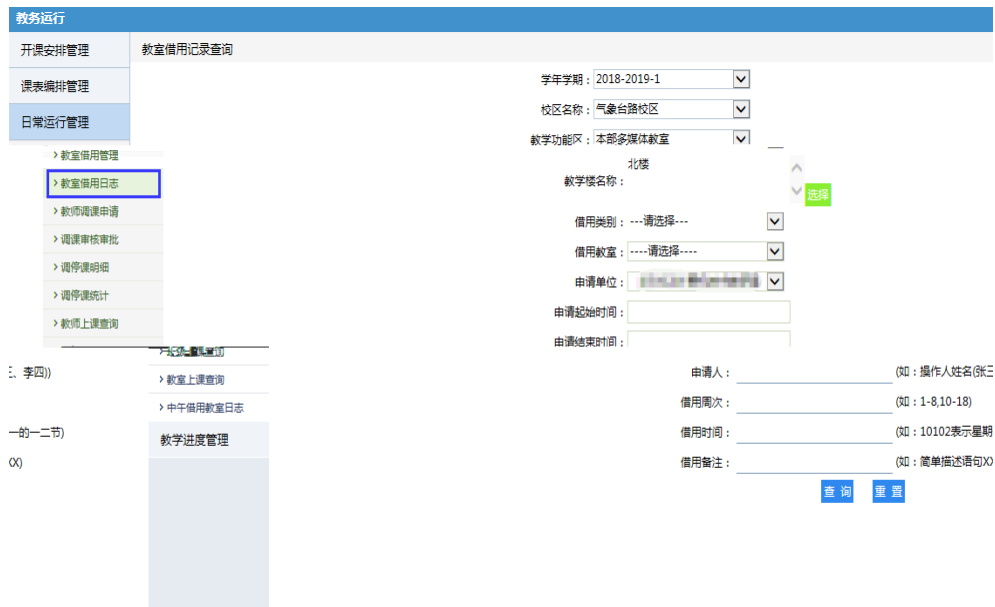 教务运行
开课安排管理
教室借用记录查询
课表编排管理
日常运行管理
学年学期：2018-2019-1
校区名称：气象台路校区
教学功能区：本部多媒体教室
北楼
教学楼名称：
选择
借用类别：---请选择---
借用教室：----请选择----
申请单位：
申请起始时间：
申请结束时间：
>教室借用管理
>教室借用日志
>教师调课申请
>调课审核审批
>调停课明细
>调停课统计
>教师上课查询
>教室上课查询
>中午借用教室日志
教学进度管理
三、李四))
一的一二节)
XX)
申请人：
(如：操作人姓名(张三
借用周次：
(如：1-8,10-18)
借用时间：
(如：10102表示星期
借用备注：
(如：简单描述语句XX
查 询
重 置